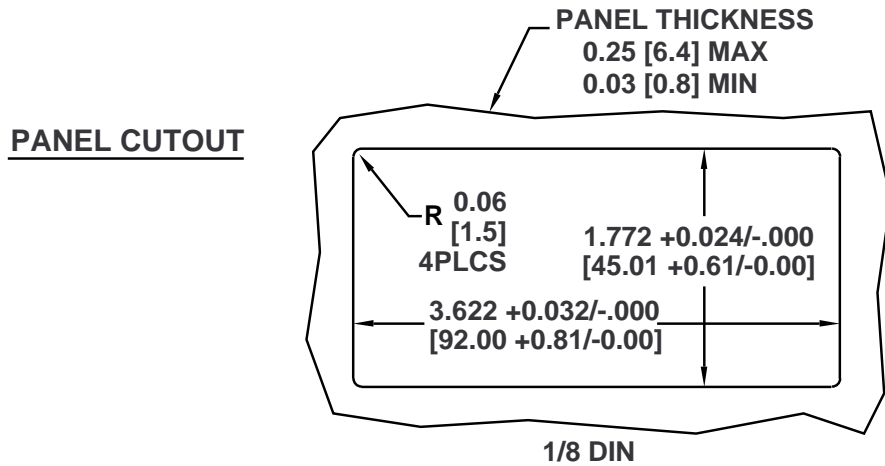 PANEL THICKNESS
0.25 [6.4] MAX
0.03 [0.8] MIN
PANEL CUTOUT
R 0.06
[1.5]
4PLCS
1.772 +0.024/-.000
[45.01 +0.61/-0.00]
3.622 +0.032/-.000
[92.00 +0.81/-0.00]
1/8 DIN